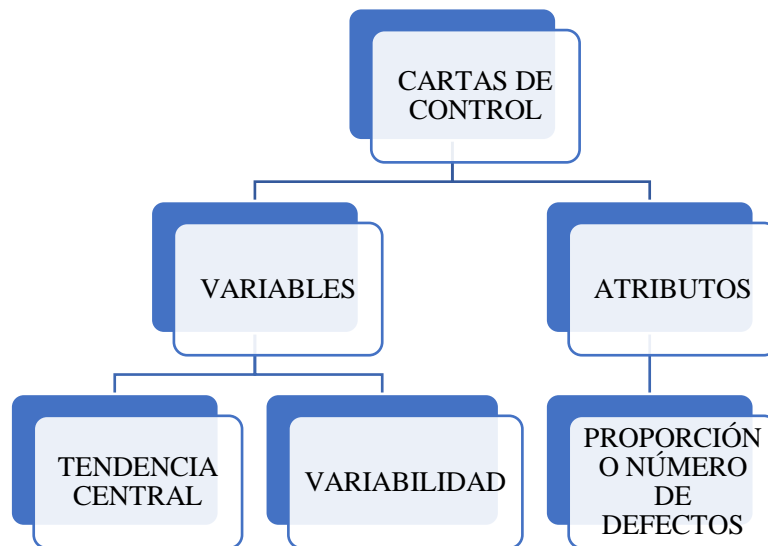 CARTAS DE
CONTROL
VARIABLES
ATRIBUTOS
TENDENCIA
CENTRAL
VARIABILIDAD
PROPORCIÓN
O NÚMERO
DE
DEFECTOS